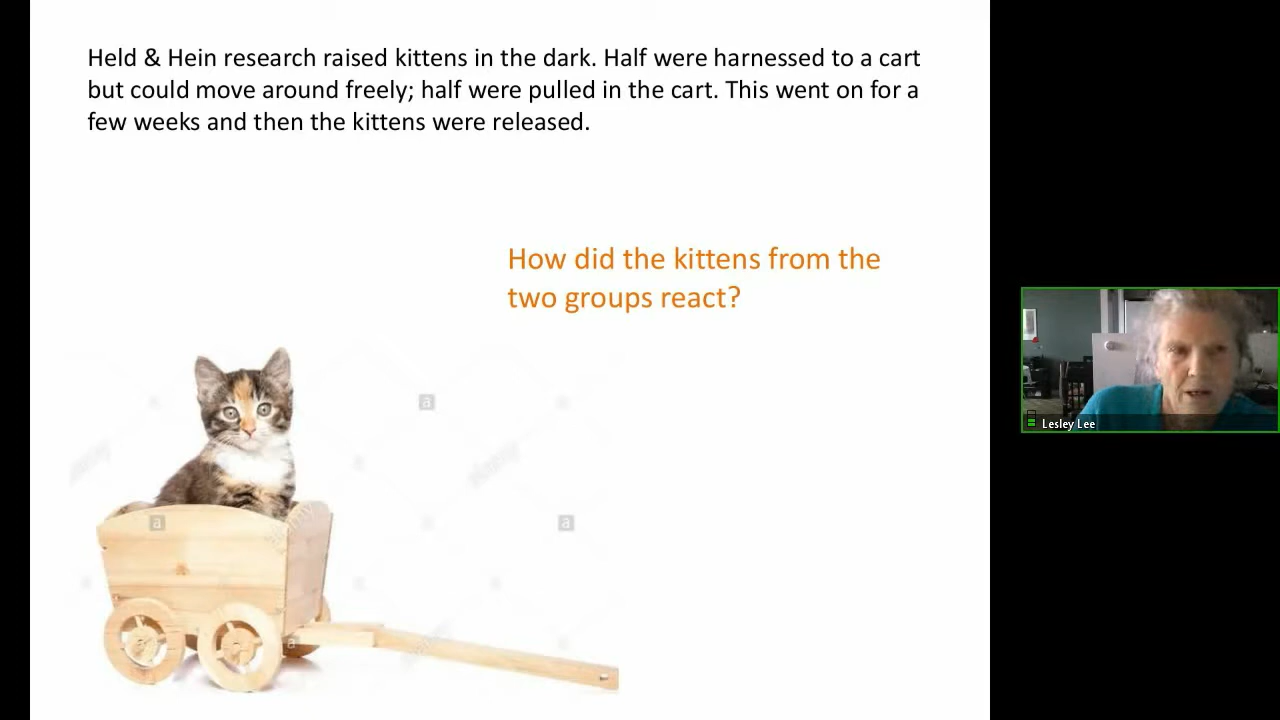 Held & Hein research raised kittens in the dark. Half were harnessed to a cart
but could move around freely; half were pulled in the cart. This went on for a
few weeks and then the kittens were released.
How did the kittens from the
two groups react?
a
a
a
a
Lesley Lee